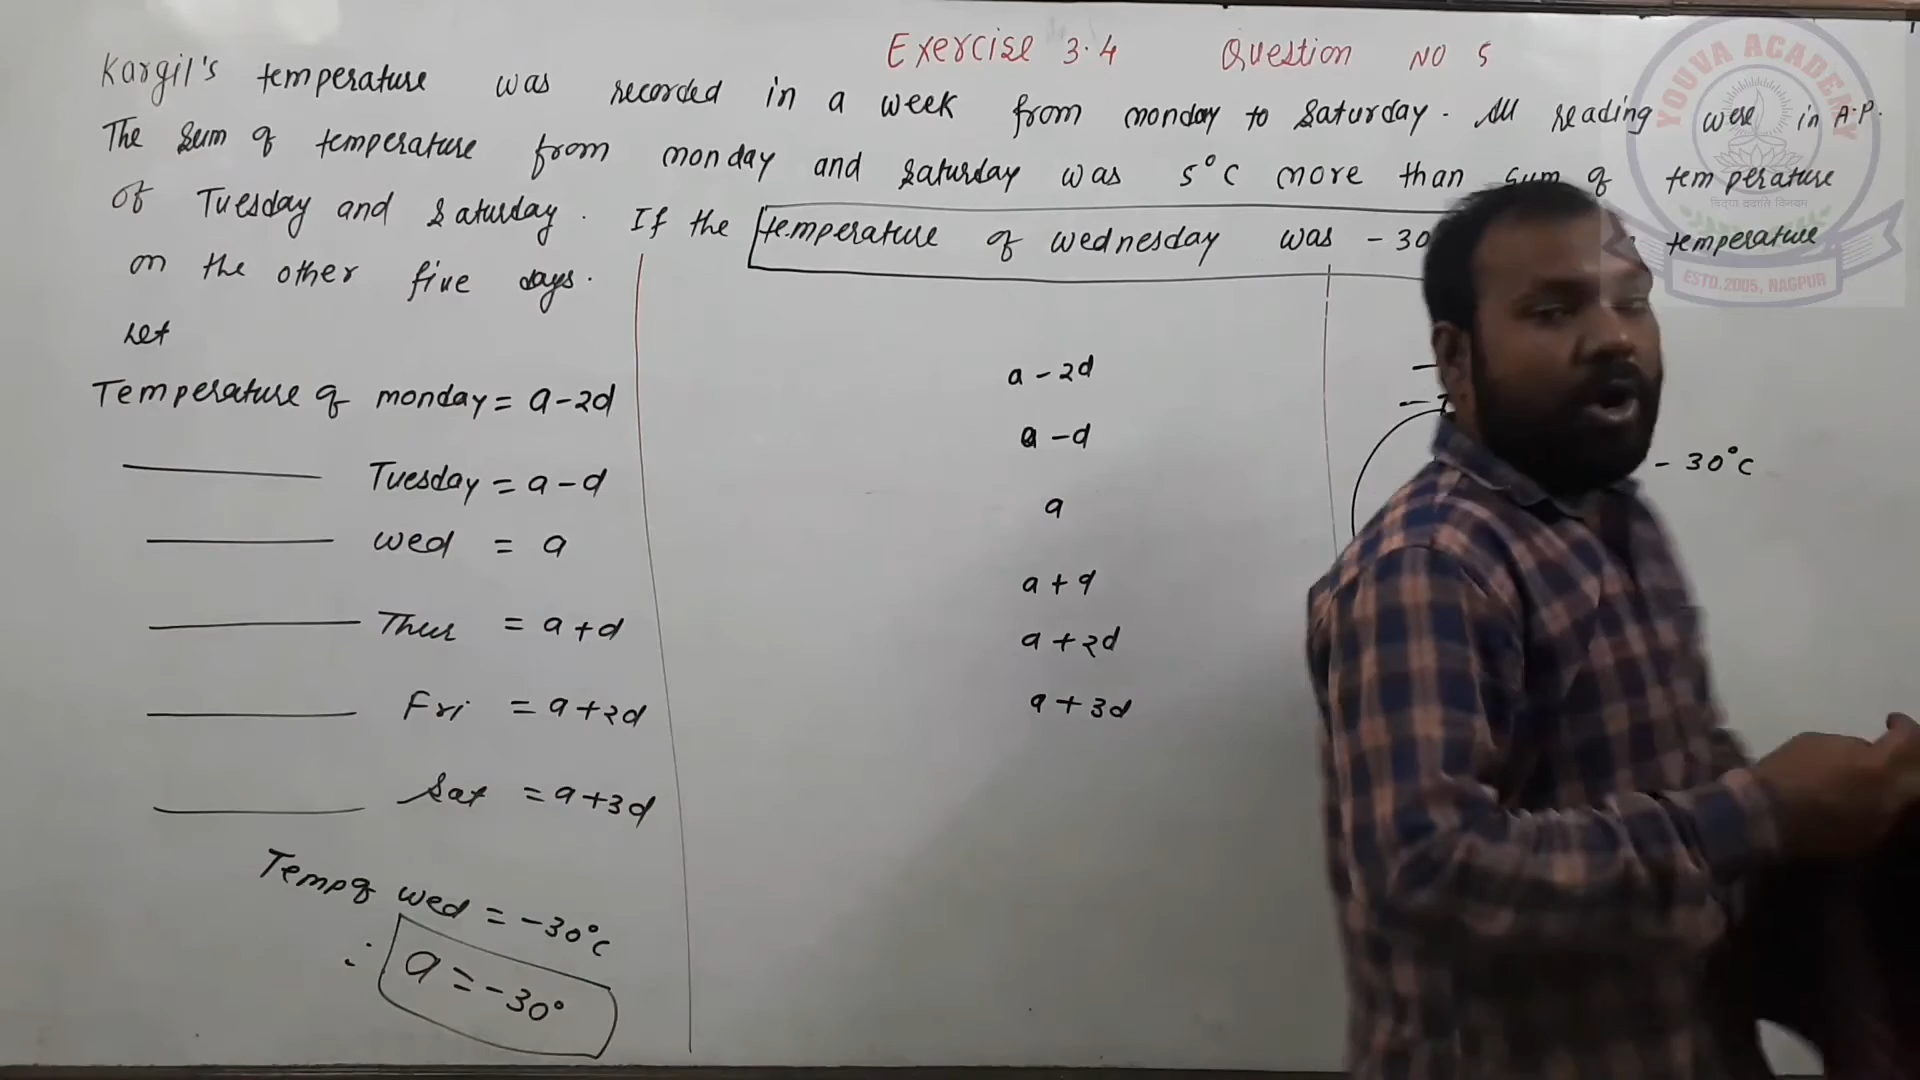 Exercise 3.4 Question NO 5
Kargil's temperature was recorded in a week from monday to Saturday. All reading were in A.P.
The Sum of temperature from monday and Saturday was 5°C more than sum of temperature
of Tuesday and Saturday. If the temperature of wednesday was -30 temperature
on the other five days.
Let
Temperature of monday = a-2d
Tuesday = a-d
wed = a
Thur = a+d
Fri = a+2d
Sat = a+3d
Temp of wed = -30°C
∴ a = -30°
a-2d
a-d
a
a+d
a+2d
a+3d
-30°C
YOUVA ACADEMY
ESTD.2005, NAGPUR